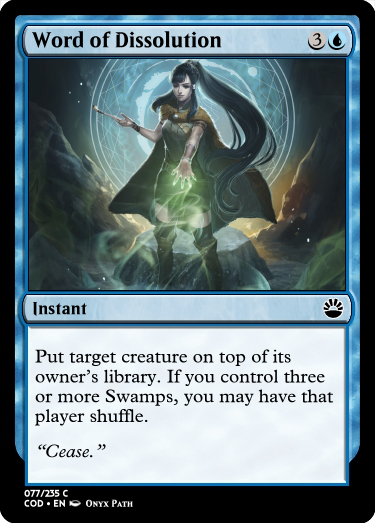 Word of Dissolution 3
Instant
Put target creature on top of its
owner's library. If you control three
or more Swamps, you may have that
player shuffle.
“Cease.”
077/235 C
COD • EN Onyx Path